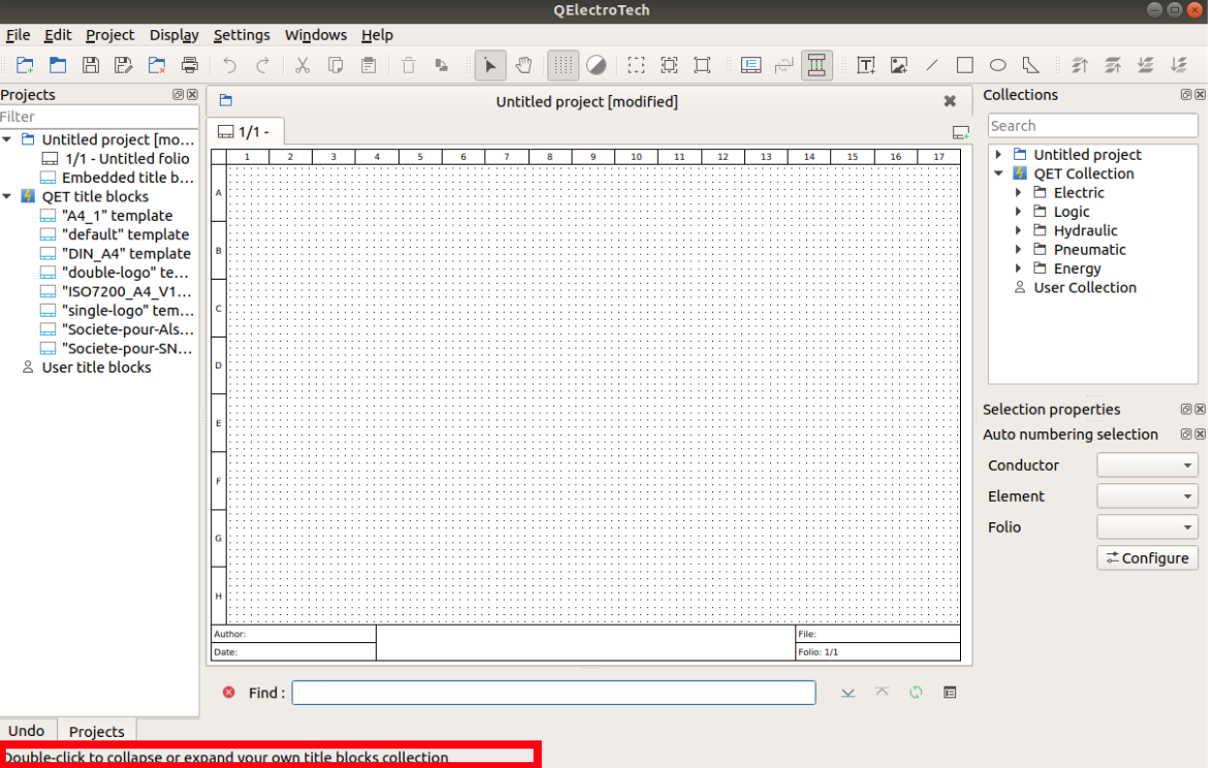 QElectroTech
File Edit Project Display Settings Windows Help
Projects
Filter
Untitled project [mo...
1/1 - Untitled folio
Embedded title b...
QET title blocks
"A4_1" template
"default" template
"DIN_A4" template
"double-logo" te...
"ISO7200_A4_V1...
"single-logo" tem...
"Societe-pour-Als...
"Societe-pour-SN...
User title blocks
Undo Projects
Double-click to collapse or expand your own title blocks collection
Untitled project [modified]
1/1 -
1 2 3 4 5 6 7 8 9 10 11 12 13 14 15 16 17
A
B
C
D
E
F
G
H
Author:
Date:
File:
Folio: 1/1
Find :
Collections
Search
Untitled project
QET Collection
Electric
Logic
Hydraulic
Pneumatic
Energy
User Collection
Selection properties
Auto numbering selection
Conductor
Element
Folio
Configure